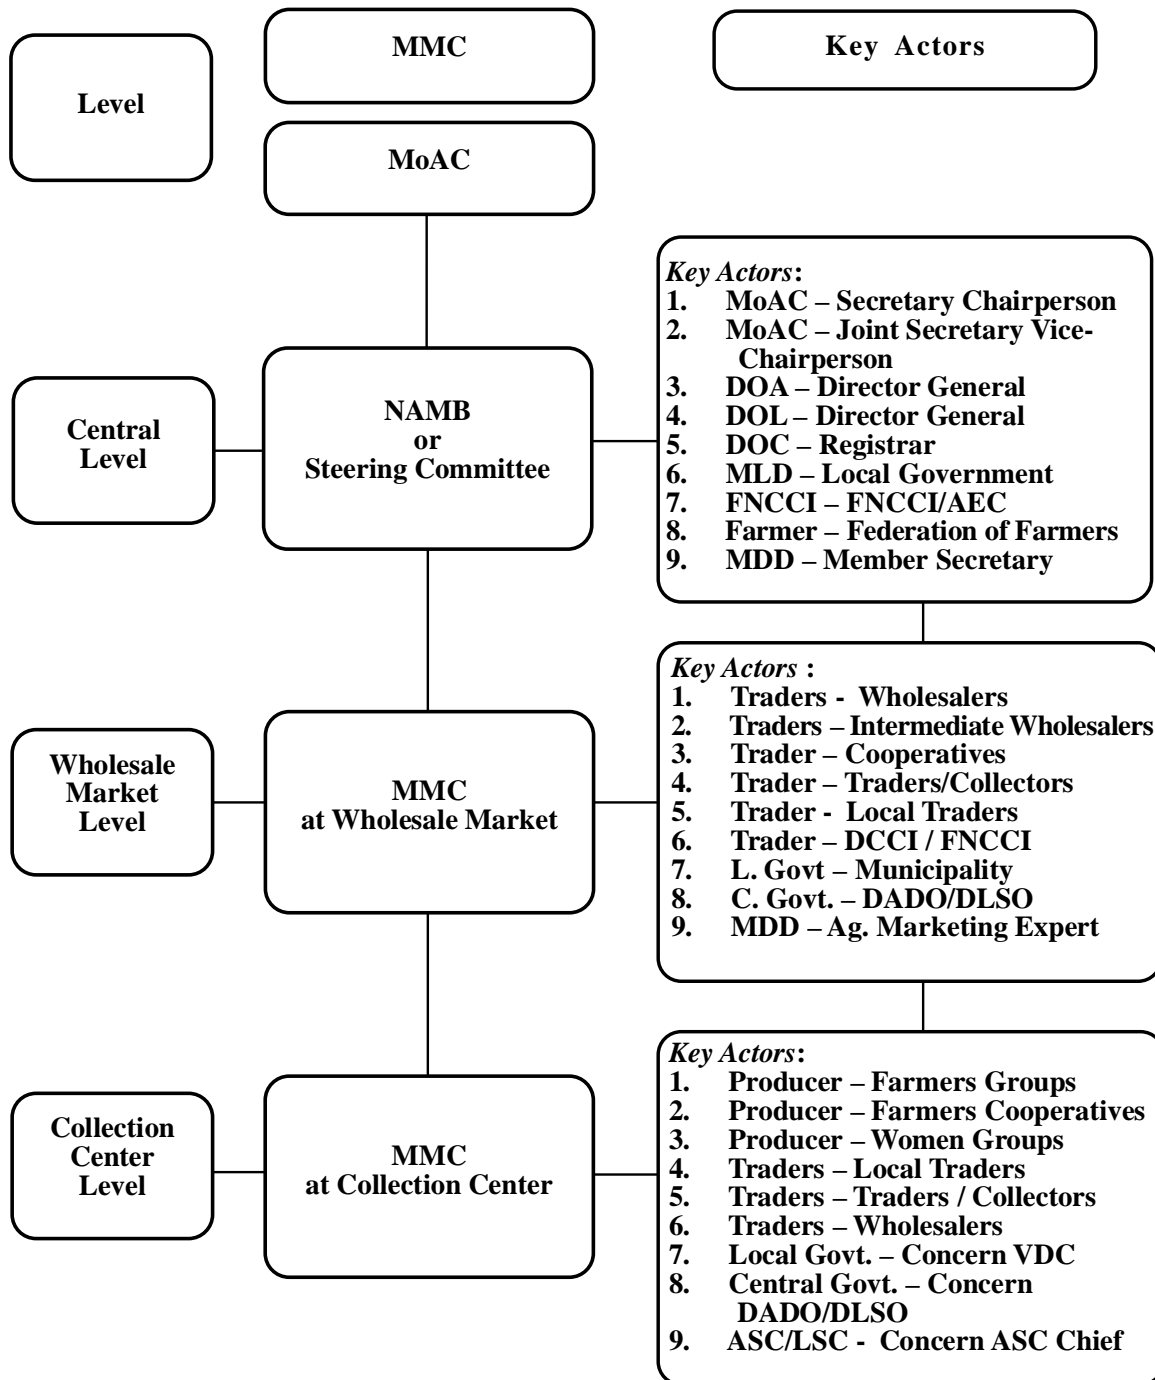 Level
MMC
Key Actors
MoAC
Central
Level
NAMB
or
Steering Committee
Key Actors:
1. MoAC – Secretary Chairperson
2. MoAC – Joint Secretary Vice-
Chairperson
3. DOA – Director General
4. DOL – Director General
5. DOC – Registrar
6. MLD – Local Government
7. FNCCI – FNCCI/AEC
8. Farmer – Federation of Farmers
9. MDD – Member Secretary
Wholesale
Market
Level
MMC
at Wholesale Market
Key Actors :
1. Traders - Wholesalers
2. Traders – Intermediate Wholesalers
3. Trader – Cooperatives
4. Trader – Traders/Collectors
5. Trader - Local Traders
6. Trader – DCCI / FNCCI
7. L. Govt – Municipality
8. C. Govt. – DADO/DLSO
9. MDD – Ag. Marketing Expert
Collection
Center
Level
MMC
at Collection Center
Key Actors:
1. Producer – Farmers Groups
2. Producer – Farmers Cooperatives
3. Producer – Women Groups
4. Traders – Local Traders
5. Traders – Traders / Collectors
6. Traders – Wholesalers
7. Local Govt. – Concern VDC
8. Central Govt. – Concern
DADO/DLSO
9. ASC/LSC - Concern ASC Chief